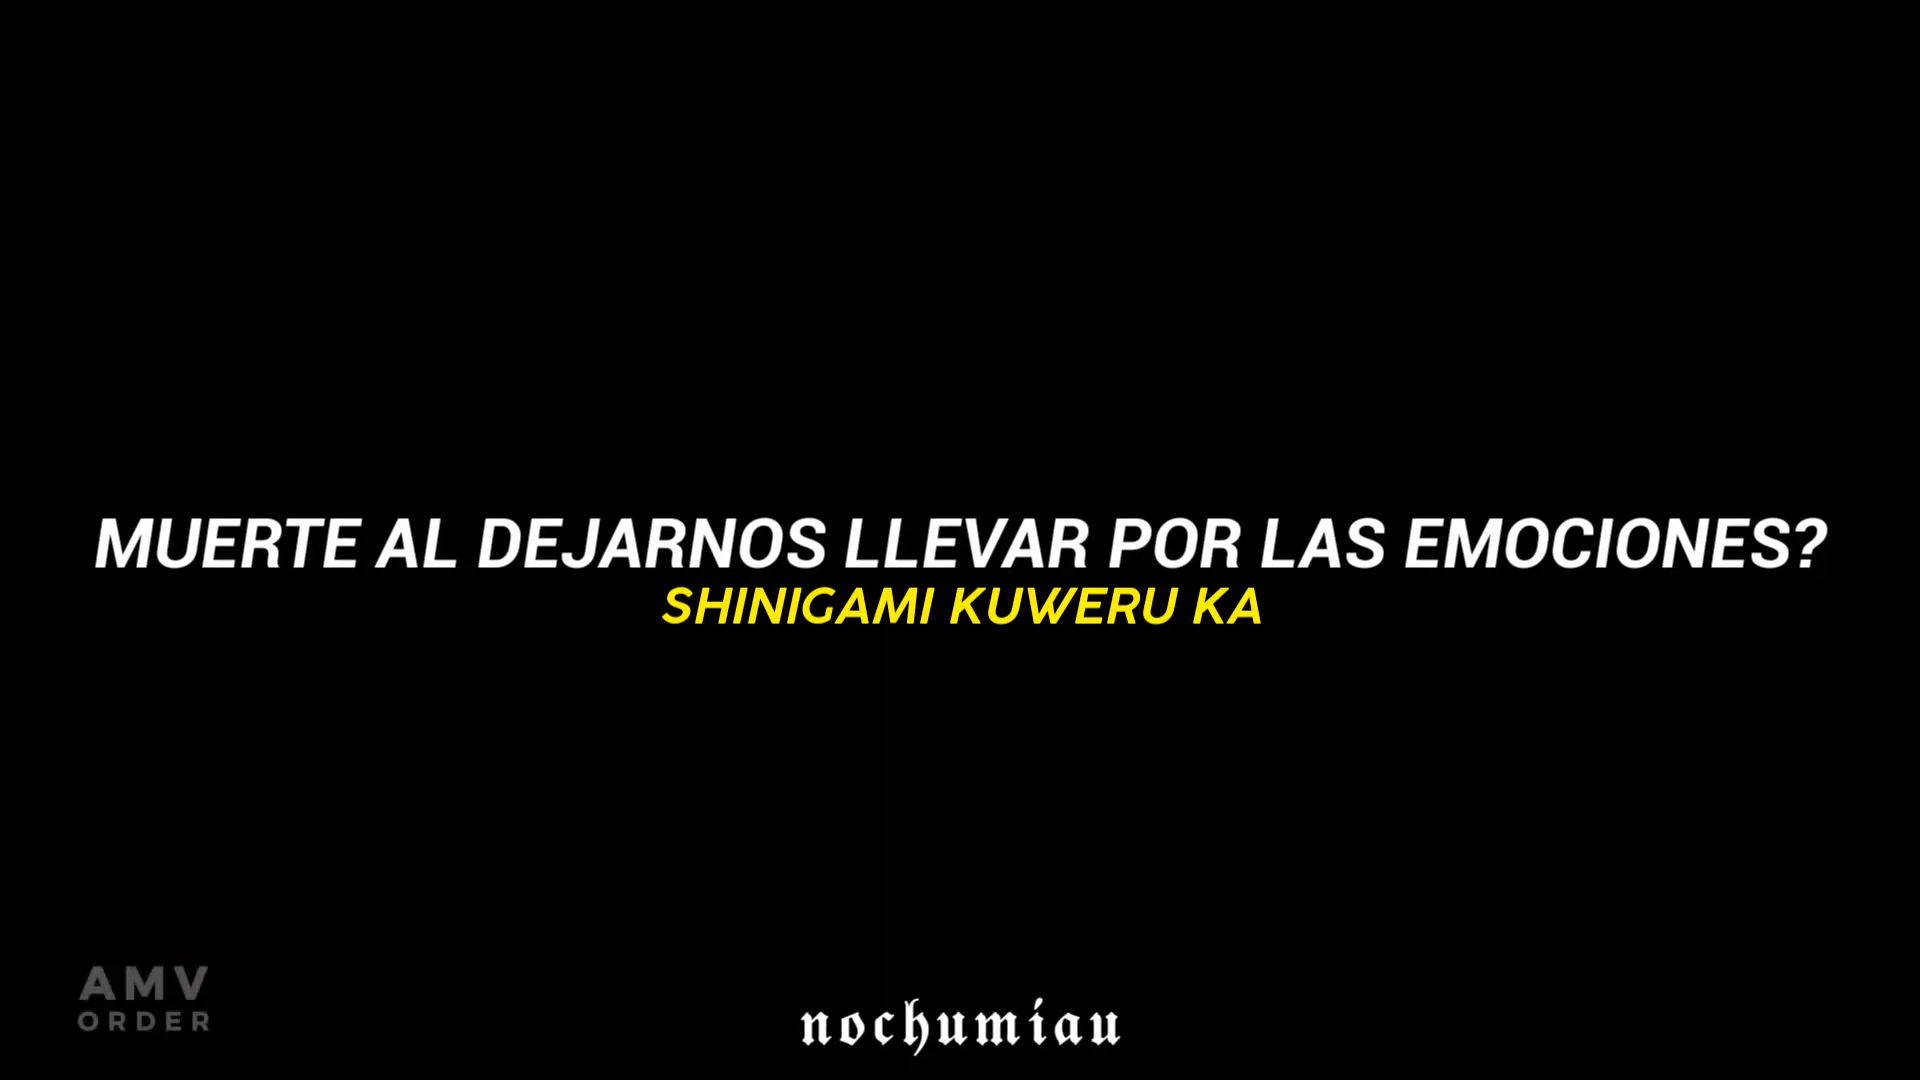 MUERTE AL DEJARNOS LLEVAR POR LAS EMOCIONES?
SHINIGAMI KUWERU KA
AMV
ORDER
nochumiau